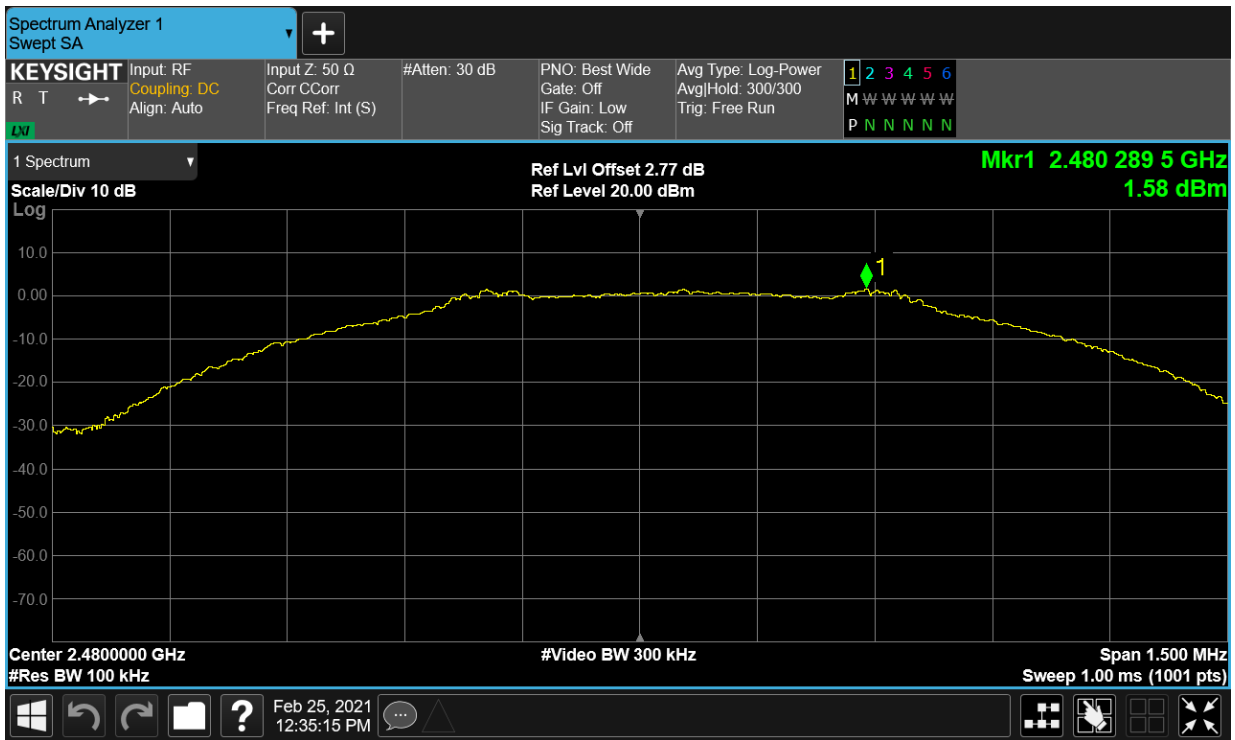 Spectrum Analyzer 1
Swept SA
KEYSIGHT
R T
LXI
Input: RF
Coupling: DC
Align: Auto
Input Z: 50 Ω
Corr CCorr
Freq Ref: Int (S)
#Atten: 30 dB
PNO: Best Wide
Gate: Off
IF Gain: Low
Sig Track: Off
Avg Type: Log-Power
Avg|Hold: 300/300
Trig: Free Run
1 2 3 4 5 6
M W W W W W
P N N N N N
1 Spectrum
Scale/Div 10 dB
Log
Ref Lvl Offset 2.77 dB
Ref Level 20.00 dBm
Mkr1 2.480 289 5 GHz
1.58 dBm
10.0
0.00
-10.0
-20.0
-30.0
-40.0
-50.0
-60.0
-70.0
1
Center 2.4800000 GHz
#Res BW 100 kHz
#Video BW 300 kHz
Span 1.500 MHz
Sweep 1.00 ms (1001 pts)
?
Feb 25, 2021
12:35:15 PM